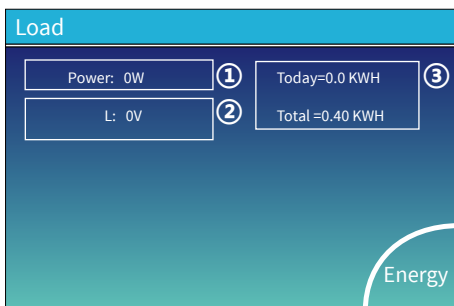 Load
Power: 0W ①
L: 0V ②
Today=0.0 KWH ③
Total =0.40 KWH
Energy